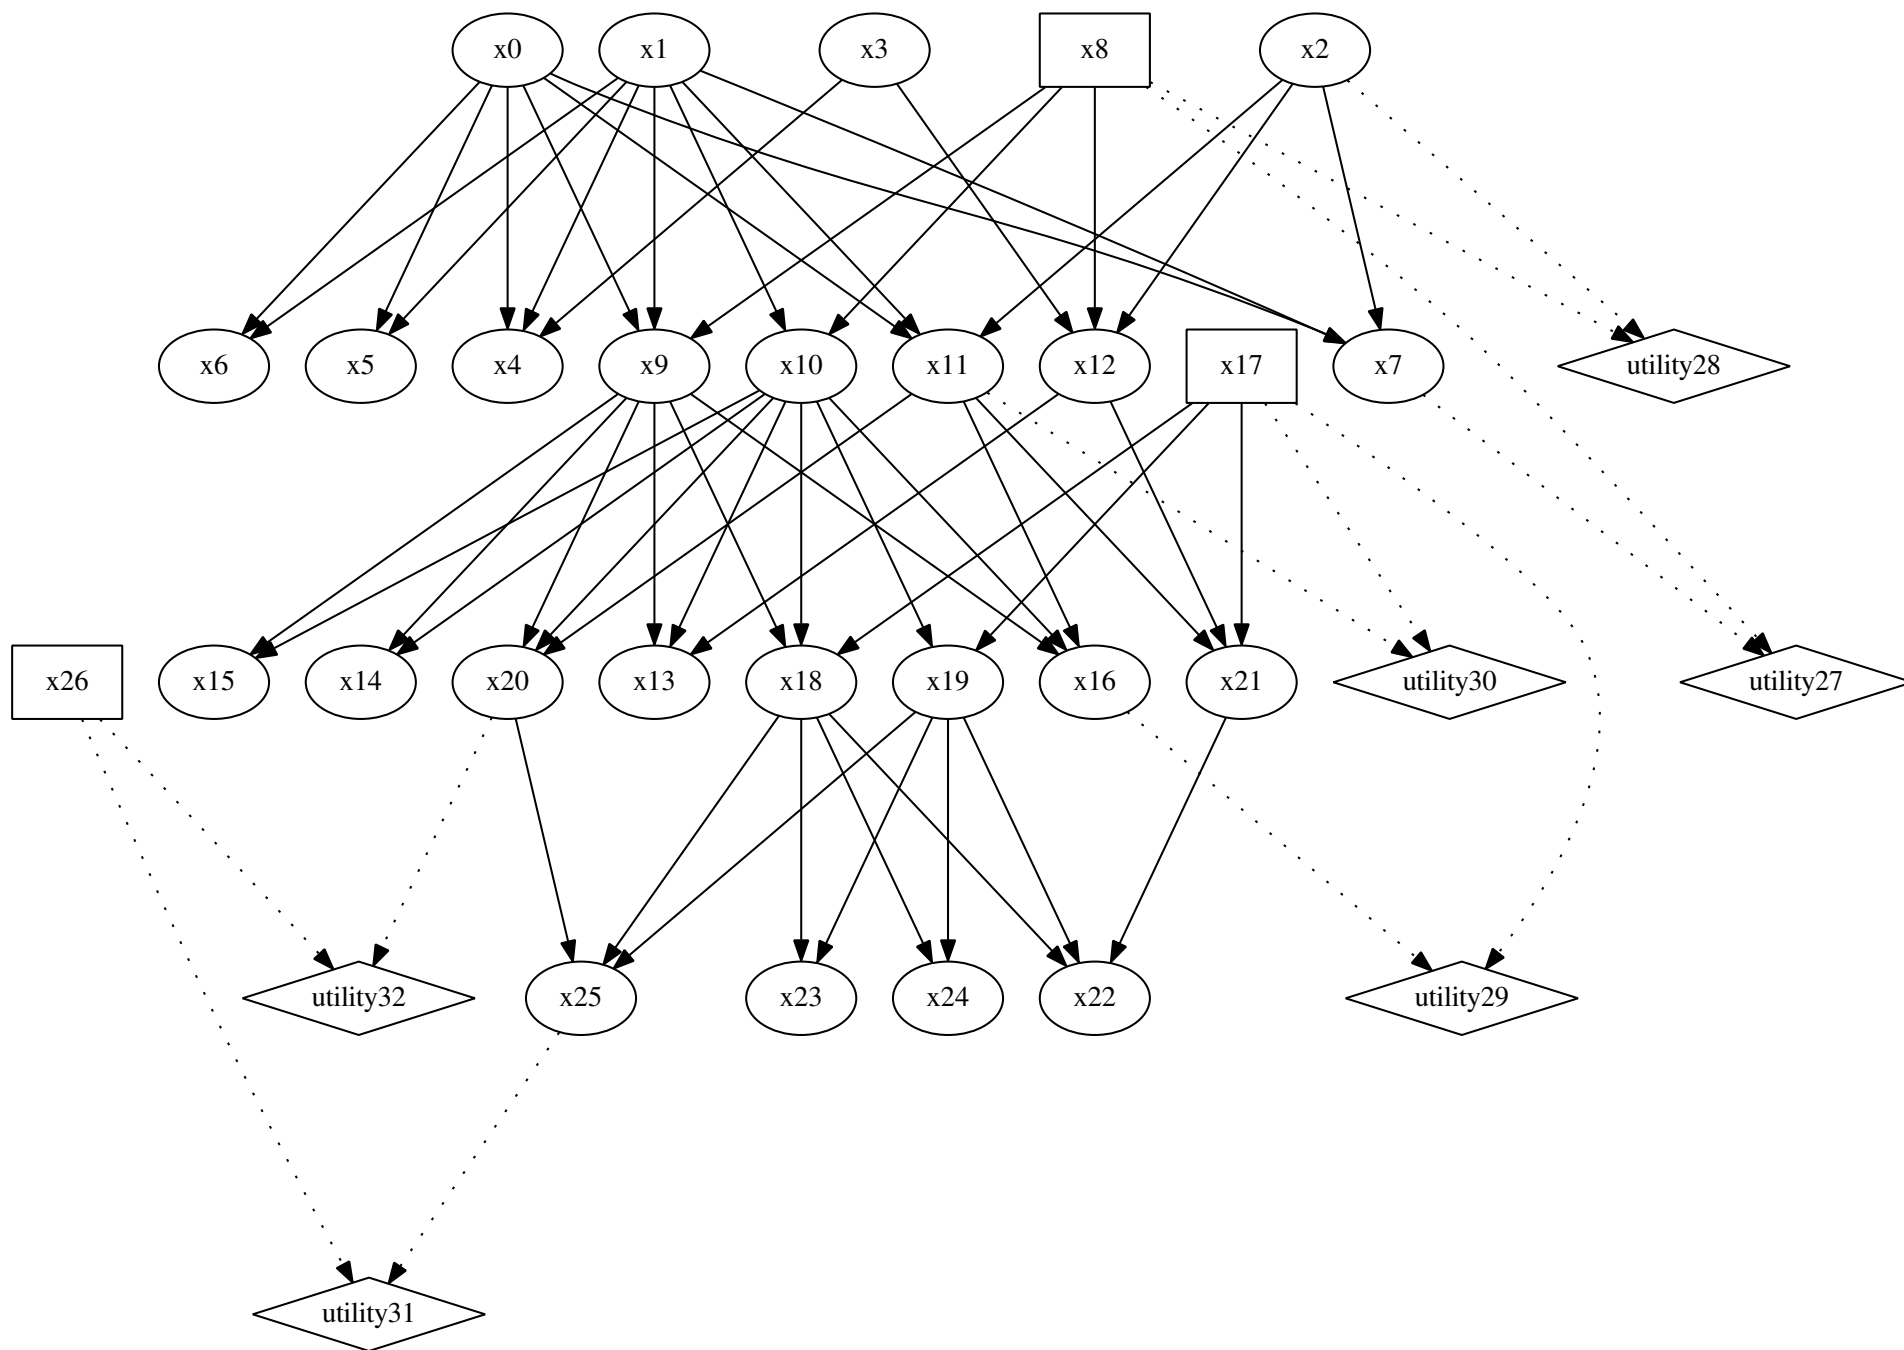 x0 x1 x3 x8 x2
x6 x5 x4 x9 x10 x11 x12 x17 x7 utility28
x26 x15 x14 x20 x13 x18 x19 x16 x21 utility30 utility27
utility32 x25 x23 x24 x22 utility29
utility31